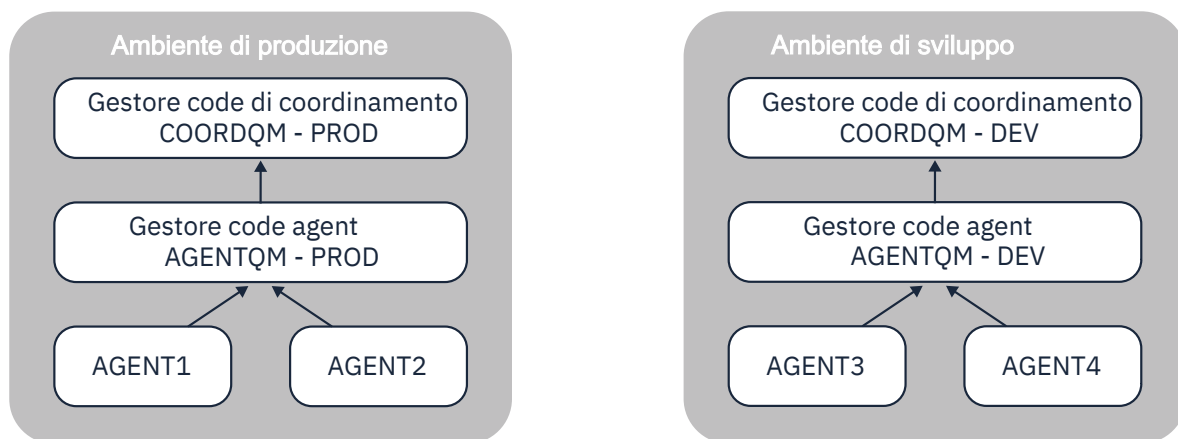 Ambiente di produzione
Gestore code di coordinamento
COORDQM - PROD
Gestore code agent
AGENTQM - PROD
AGENT1
AGENT2
Ambiente di sviluppo
Gestore code di coordinamento
COORDQM - DEV
Gestore code agent
AGENTQM - DEV
AGENT3
AGENT4